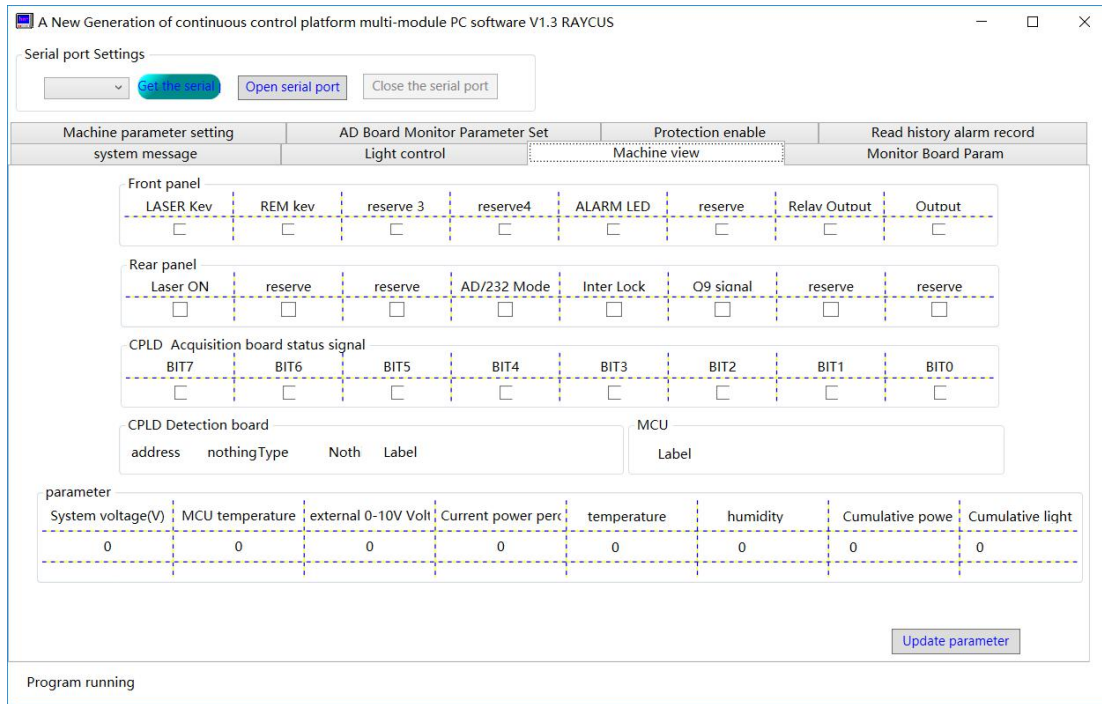 A New Generation of continuous control platform multi-module PC software V1.3 RAYCUS
Serial port Settings
Get the serial
Open serial port
Close the serial port
Machine parameter setting
AD Board Monitor Parameter Set
Protection enable
Read history alarm record
system message
Light control
Machine view
Monitor Board Param
Front panel
LASER Key
REM key
reserve 3
reserve4
ALARM LED
reserve
Relay Output
Output
Rear panel
Laser ON
reserve
reserve
AD/232 Mode
Inter Lock
Q9 signal
reserve
reserve
CPLD Acquisition board status signal
BIT7
BIT6
BIT5
BIT4
BIT3
BIT2
BIT1
BIT0
CPLD Detection board
address
nothingType
Noth
Label
MCU
Label
parameter
System voltage(V)
MCU temperature
external 0-10V Volt
Current power perc
temperature
humidity
Cumulative powe
Cumulative light
0
0
0
0
0
0
0
0
Update parameter
Program running